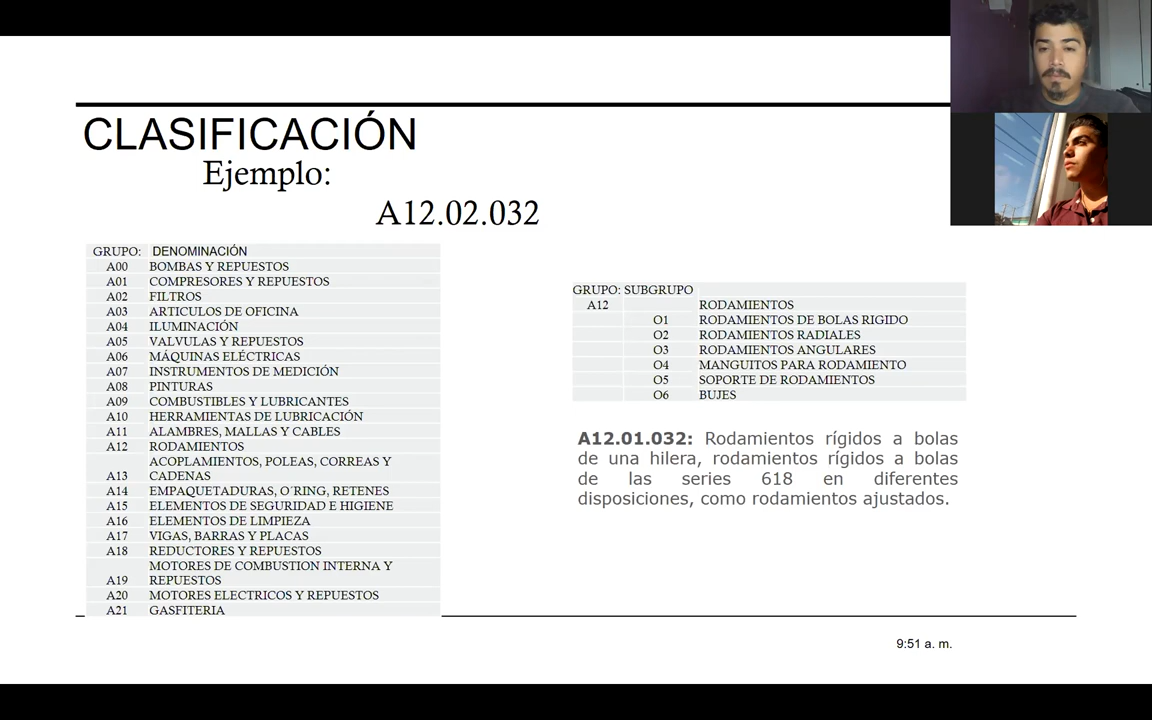 CLASIFICACIÓN
Ejemplo:
A12.02.032
GRUPO: DENOMINACIÓN
A00 BOMBAS Y REPUESTOS
A01 COMPRESORES Y REPUESTOS
A02 FILTROS
A03 ARTICULOS DE OFICINA
A04 ILUMINACIÓN
A05 VALVULAS Y REPUESTOS
A06 MÁQUINAS ELÉCTRICAS
A07 INSTRUMENTOS DE MEDICIÓN
A08 PINTURAS
A09 COMBUSTIBLES Y LUBRICANTES
A10 HERRAMIENTAS DE LUBRICACIÓN
A11 ALAMBRES, MALLAS Y CABLES
A12 RODAMIENTOS
ACOPLAMIENTOS, POLEAS, CORREAS Y
A13 CADENAS
A14 EMPAQUETADURAS, O´RING, RETENES
A15 ELEMENTOS DE SEGURIDAD E HIGIENE
A16 ELEMENTOS DE LIMPIEZA
A17 VIGAS, BARRAS Y PLACAS
A18 REDUCTORES Y REPUESTOS
MOTORES DE COMBUSTION INTERNA Y
A19 REPUESTOS
A20 MOTORES ELECTRICOS Y REPUESTOS
A21 GASFITERIA
GRUPO: SUBGRUPO
A12 RODAMIENTOS
O1 RODAMIENTOS DE BOLAS RIGIDO
O2 RODAMIENTOS RADIALES
O3 RODAMIENTOS ANGULARES
O4 MANGUITOS PARA RODAMIENTO
O5 SOPORTE DE RODAMIENTOS
O6 BUJES
A12.01.032: Rodamientos rígidos a bolas
de una hilera, rodamientos rígidos a bolas
de las series 618 en diferentes
disposiciones, como rodamientos ajustados.
9:51 a. m.